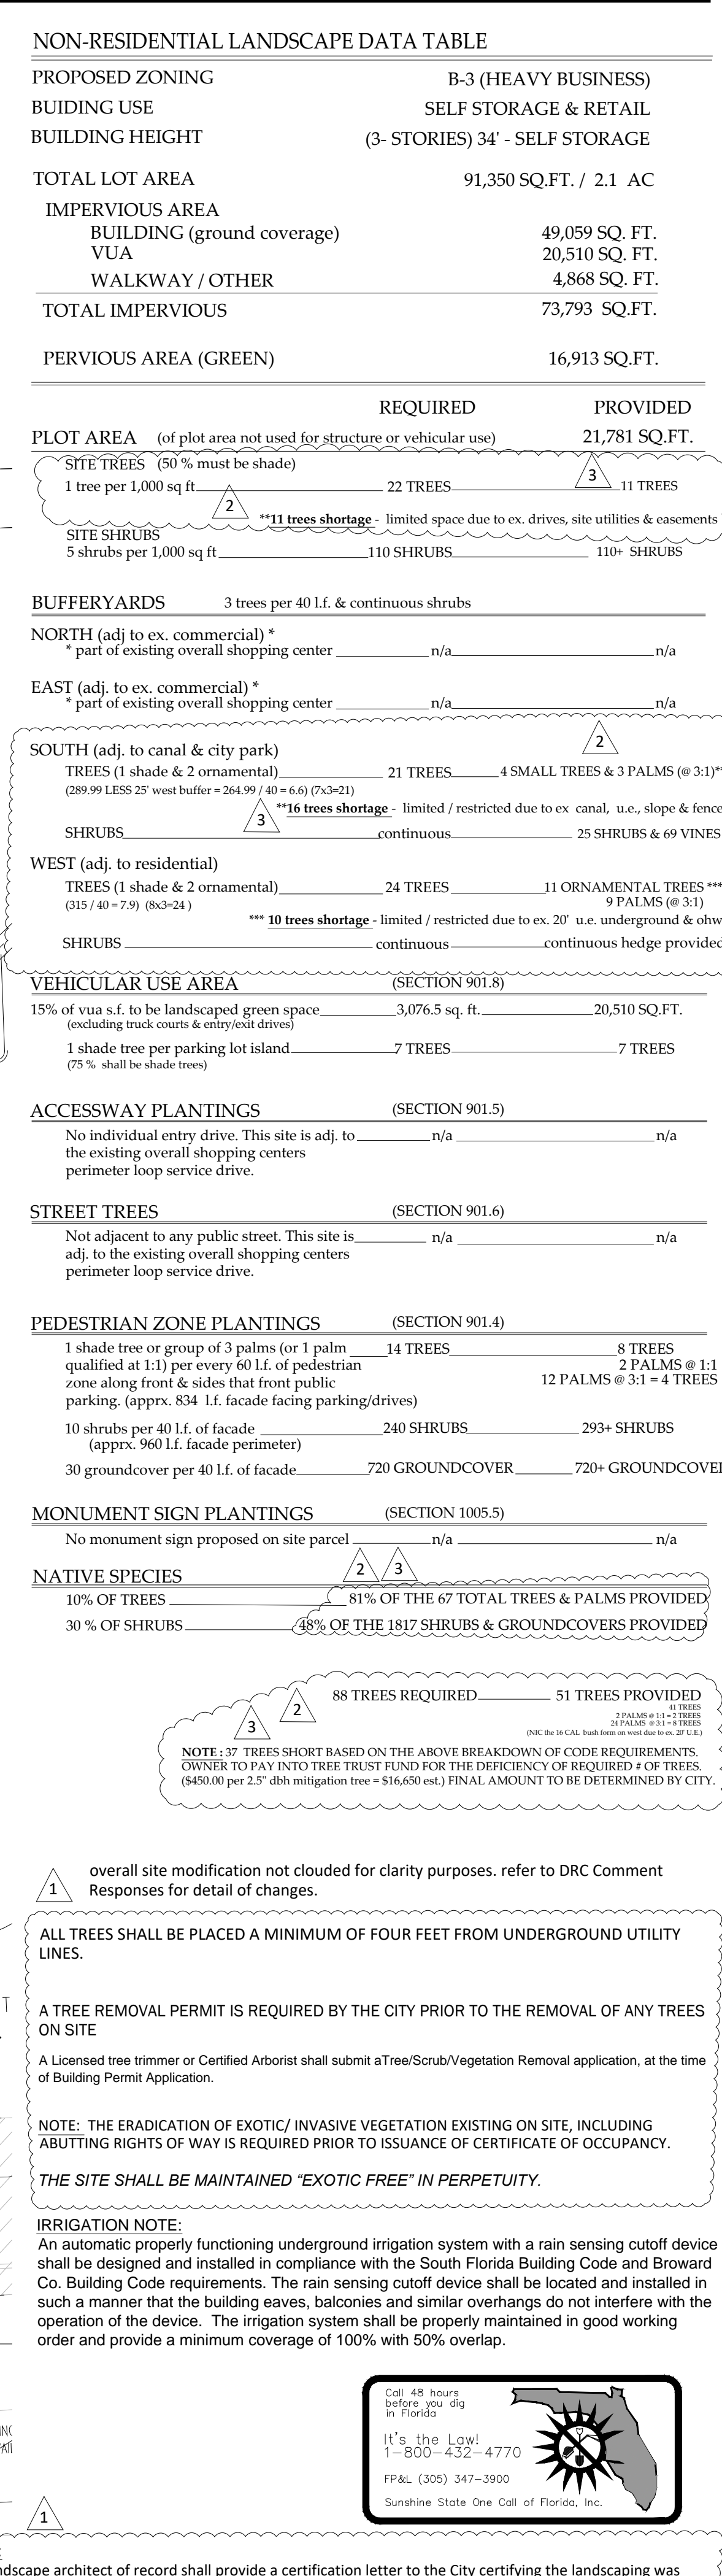 NON-RESIDENTIAL LANDSCAPE DATA TABLE
PROPOSED ZONING B-3 (HEAVY BUSINESS)
BUIDING USE SELF STORAGE & RETAIL
BUILDING HEIGHT (3- STORIES) 34' - SELF STORAGE
TOTAL LOT AREA 91,350 SQ.FT. / 2.1 AC
IMPERVIOUS AREA
BUILDING (ground coverage) 49,059 SQ. FT.
VUA 20,510 SQ. FT.
WALKWAY / OTHER 4,868 SQ. FT.
TOTAL IMPERVIOUS 73,793 SQ.FT.
PERVIOUS AREA (GREEN) 16,913 SQ.FT.
REQUIRED PROVIDED
PLOT AREA (of plot area not used for structure or vehicular use) 21,781 SQ.FT.
SITE TREES (50 % must be shade)
3
1 tree per 1,000 sq ft 22 TREES 11 TREES
2
**11 trees shortage - limited space due to ex. drives, site utilities & easements
SITE SHRUBS
5 shrubs per 1,000 sq ft 110 SHRUBS 110+ SHRUBS
BUFFERYARDS 3 trees per 40 l.f. & continuous shrubs
NORTH (adj to ex. commercial) *
* part of existing overall shopping center n/a n/a
EAST (adj. to ex. commercial) *
* part of existing overall shopping center n/a n/a
2
SOUTH (adj. to canal & city park)
TREES (1 shade & 2 ornamental) 21 TREES 4 SMALL TREES & 3 PALMS (@ 3:1)**
(289.99 LESS 25' west buffer = 264.99 / 40 = 6.6) (7x3=21)
**16 trees shortage - limited / restricted due to ex canal, u.e., slope & fence
3
SHRUBS continuous 25 SHRUBS & 69 VINES
WEST (adj. to residential)
TREES (1 shade & 2 ornamental) 24 TREES 11 ORNAMENTAL TREES ***
(315 / 40 = 7.9) (8x3=24 ) 9 PALMS (@ 3:1)
*** 10 trees shortage - limited / restricted due to ex. 20' u.e. underground & ohw
SHRUBS continuous continuous hedge provided
VEHICULAR USE AREA (SECTION 901.8)
15% of vua s.f. to be landscaped green space 3,076.5 sq. ft. 20,510 SQ.FT.
(excluding truck courts & entry/exit drives)
1 shade tree per parking lot island 7 TREES 7 TREES
(75 % shall be shade trees)
ACCESSWAY PLANTINGS (SECTION 901.5)
No individual entry drive. This site is adj. to n/a n/a
the existing overall shopping centers
perimeter loop service drive.
STREET TREES (SECTION 901.6)
Not adjacent to any public street. This site is n/a n/a
adj. to the existing overall shopping centers
perimeter loop service drive.
PEDESTRIAN ZONE PLANTINGS (SECTION 901.4)
1 shade tree or group of 3 palms (or 1 palm 14 TREES 8 TREES
qualified at 1:1) per every 60 l.f. of pedestrian 2 PALMS @ 1:1
zone along front & sides that front public 12 PALMS @ 3:1 = 4 TREES
parking. (apprx. 834 l.f. facade facing parking/drives)
10 shrubs per 40 l.f. of facade 240 SHRUBS 293+ SHRUBS
(apprx. 960 l.f. facade perimeter)
30 groundcover per 40 l.f. of facade 720 GROUNDCOVER 720+ GROUNDCOVER
MONUMENT SIGN PLANTINGS (SECTION 1005.5)
No monument sign proposed on site parcel n/a n/a
2 3
NATIVE SPECIES
10% OF TREES 81% OF THE 67 TOTAL TREES & PALMS PROVIDED
30 % OF SHRUBS 48% OF THE 1817 SHRUBS & GROUNDCOVERS PROVIDED
88 TREES REQUIRED 51 TREES PROVIDED
41 TREES
2 PALMS @ 1:1 = 2 TREES
24 PALMS @ 3:1 = 8 TREES
(NIC the 16 CAL bush form on west due to ex. 20' U.E.)
2
3
NOTE : 37 TREES SHORT BASED ON THE ABOVE BREAKDOWN OF CODE REQUIREMENTS.
OWNER TO PAY INTO TREE TRUST FUND FOR THE DEFICIENCY OF REQUIRED # OF TREES.
($450.00 per 2.5" dbh mitigation tree = $16,650 est.) FINAL AMOUNT TO BE DETERMINED BY CITY.
overall site modification not clouded for clarity purposes. refer to DRC Comment
1 Responses for detail of changes.
ALL TREES SHALL BE PLACED A MINIMUM OF FOUR FEET FROM UNDERGROUND UTILITY
LINES.
A TREE REMOVAL PERMIT IS REQUIRED BY THE CITY PRIOR TO THE REMOVAL OF ANY TREES
ON SITE
A Licensed tree trimmer or Certified Arborist shall submit aTree/Scrub/Vegetation Removal application, at the time
of Building Permit Application.
NOTE: THE ERADICATION OF EXOTIC/ INVASIVE VEGETATION EXISTING ON SITE, INCLUDING
ABUTTING RIGHTS OF WAY IS REQUIRED PRIOR TO ISSUANCE OF CERTIFICATE OF OCCUPANCY.
THE SITE SHALL BE MAINTAINED “EXOTIC FREE” IN PERPETUITY.
IRRIGATION NOTE:
An automatic properly functioning underground irrigation system with a rain sensing cutoff device
shall be designed and installed in compliance with the South Florida Building Code and Broward
Co. Building Code requirements. The rain sensing cutoff device shall be located and installed in
such a manner that the building eaves, balconies and similar overhangs do not interfere with the
operation of the device. The irrigation system shall be properly maintained in good working
order and provide a minimum coverage of 100% with 50% overlap.
Call 48 hours
before you dig
in Florida
It's the Law!
1-800-432-4770
FP&L (305) 347-3900
Sunshine State One Call of Florida, Inc.
1
ndscape architect of record shall provide a certification letter to the City certifying the landscaping was